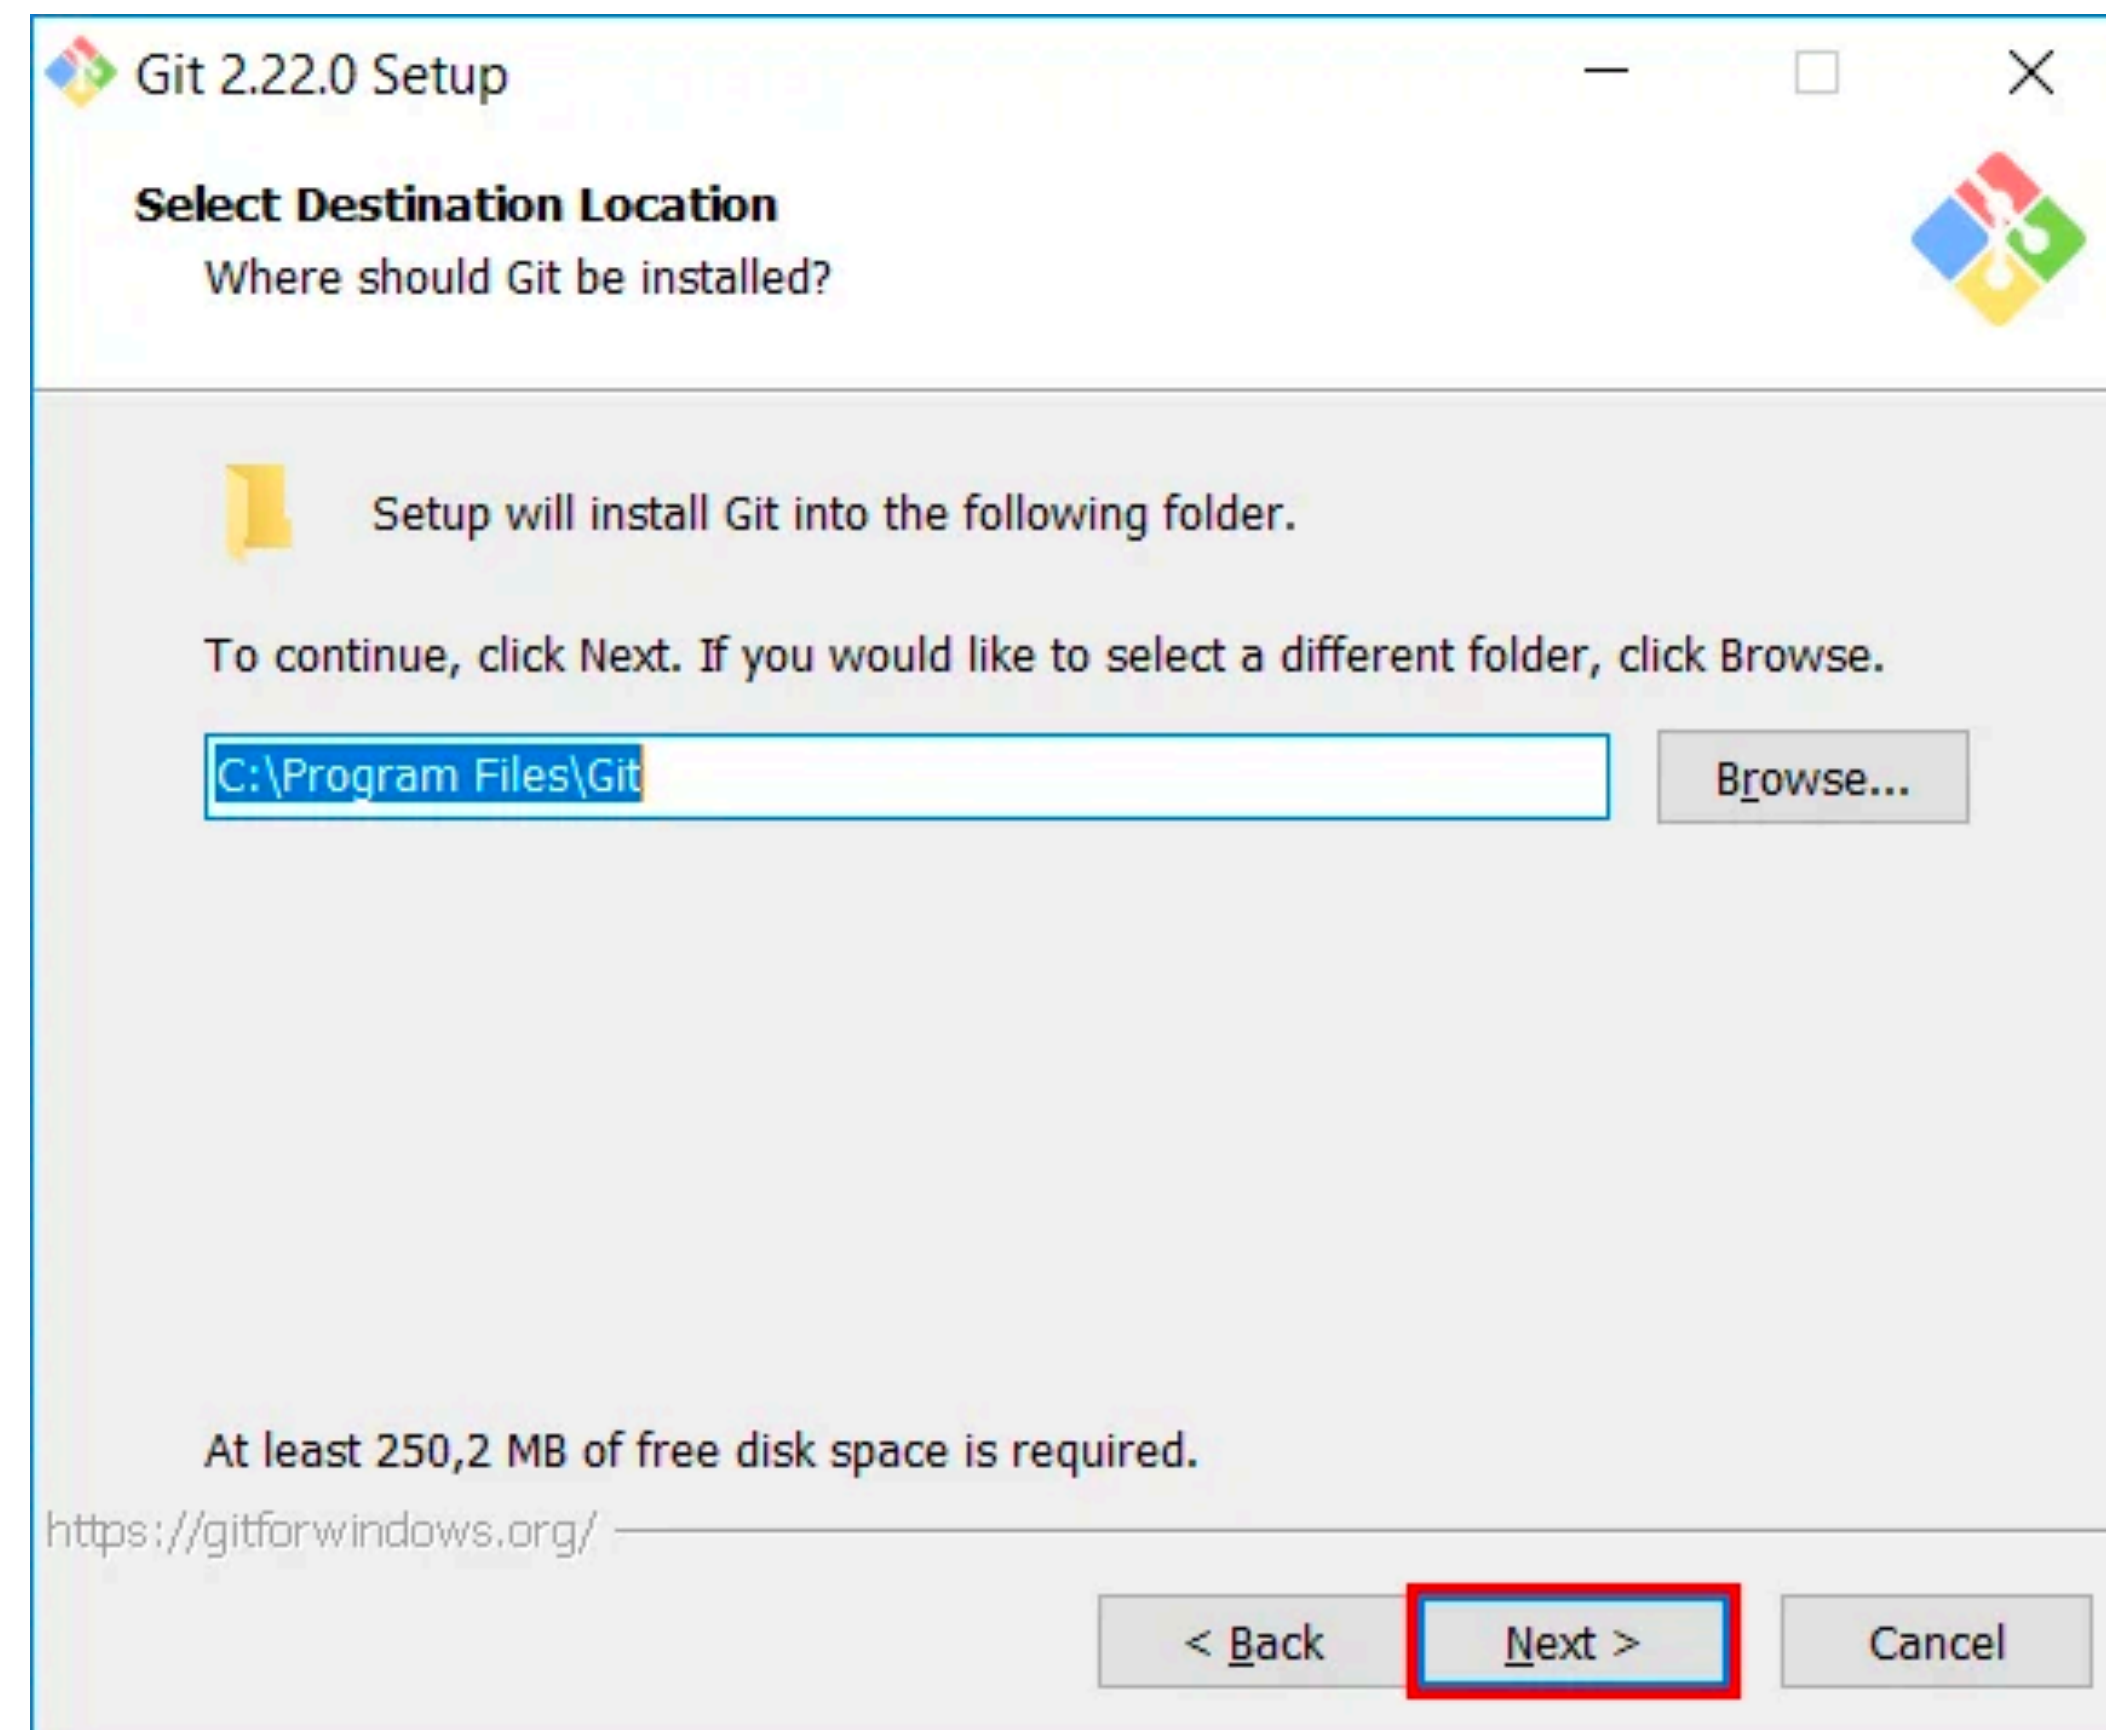 Git 2.22.0 Setup
Select Destination Location
Where should Git be installed?
Setup will install Git into the following folder.
To continue, click Next. If you would like to select a different folder, click Browse.
C:\Program Files\Git
Browse...
At least 250,2 MB of free disk space is required.
https://gitforwindows.org/
< Back
Next >
Cancel